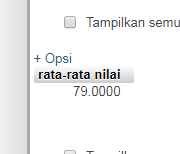 Tampilkan semu
+ Opsi
rata-rata nilai
79.0000